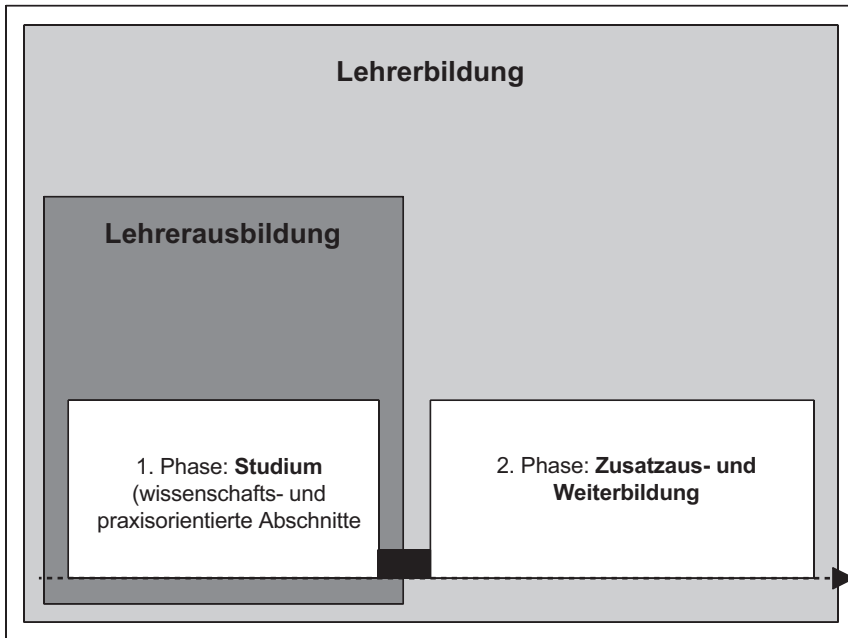 Lehrerbildung
Lehrerausbildung
1. Phase: Studium
(wissenschafts- und
praxisorientierte Abschnitte
2. Phase: Zusatzaus- und
Weiterbildung